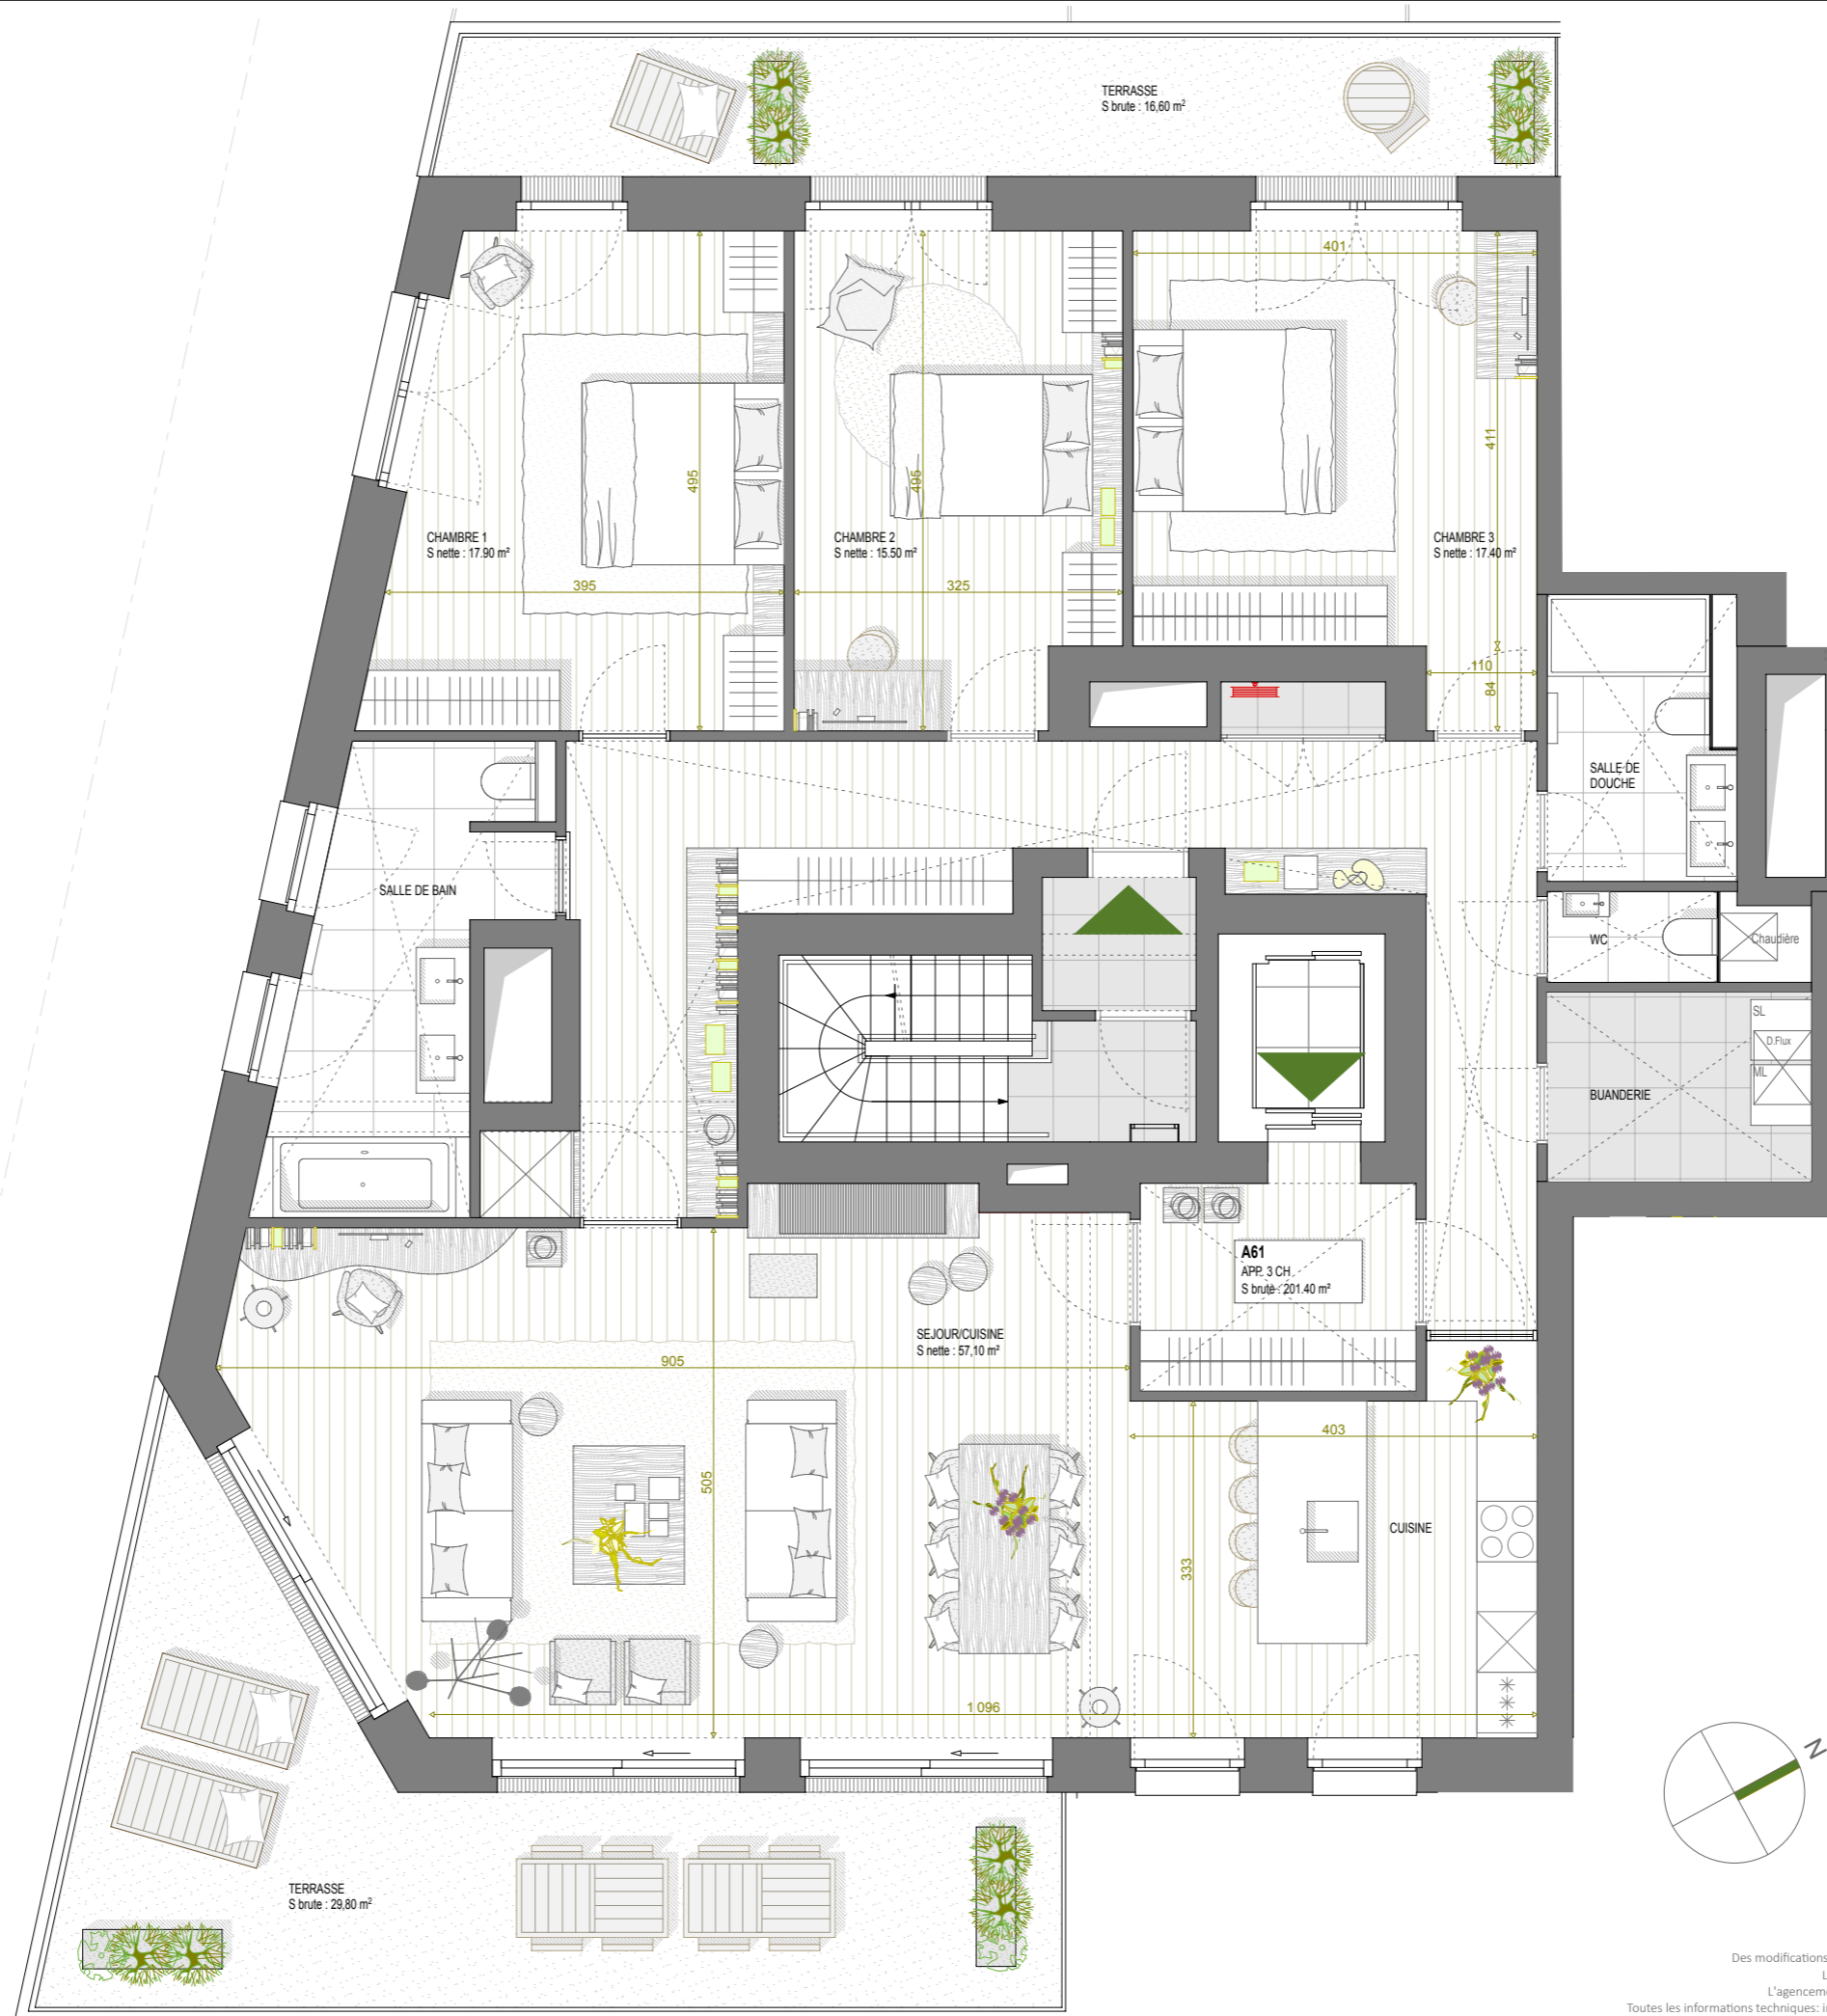 TERRASSE
S brute : 16,60 m²
401
411
495
495
CHAMBRE 1
S nette : 17.90 m²
CHAMBRE 2
S nette : 15.50 m²
CHAMBRE 3
S nette : 17.40 m²
395
325
110
84
SALLE DE
DOUCHE
SALLE DE BAIN
WC
Chaudière
SL
D.Flux
ML
BUANDERIE
A61
APP. 3 CH
S brute : 201.40 m²
SEJOUR/CUISINE
S nette : 57,10 m²
905
403
505
CUISINE
333
1 096
N
TERRASSE
S brute : 29,80 m²
Des modifications
L
L'agenceme
Toutes les informations techniques: i